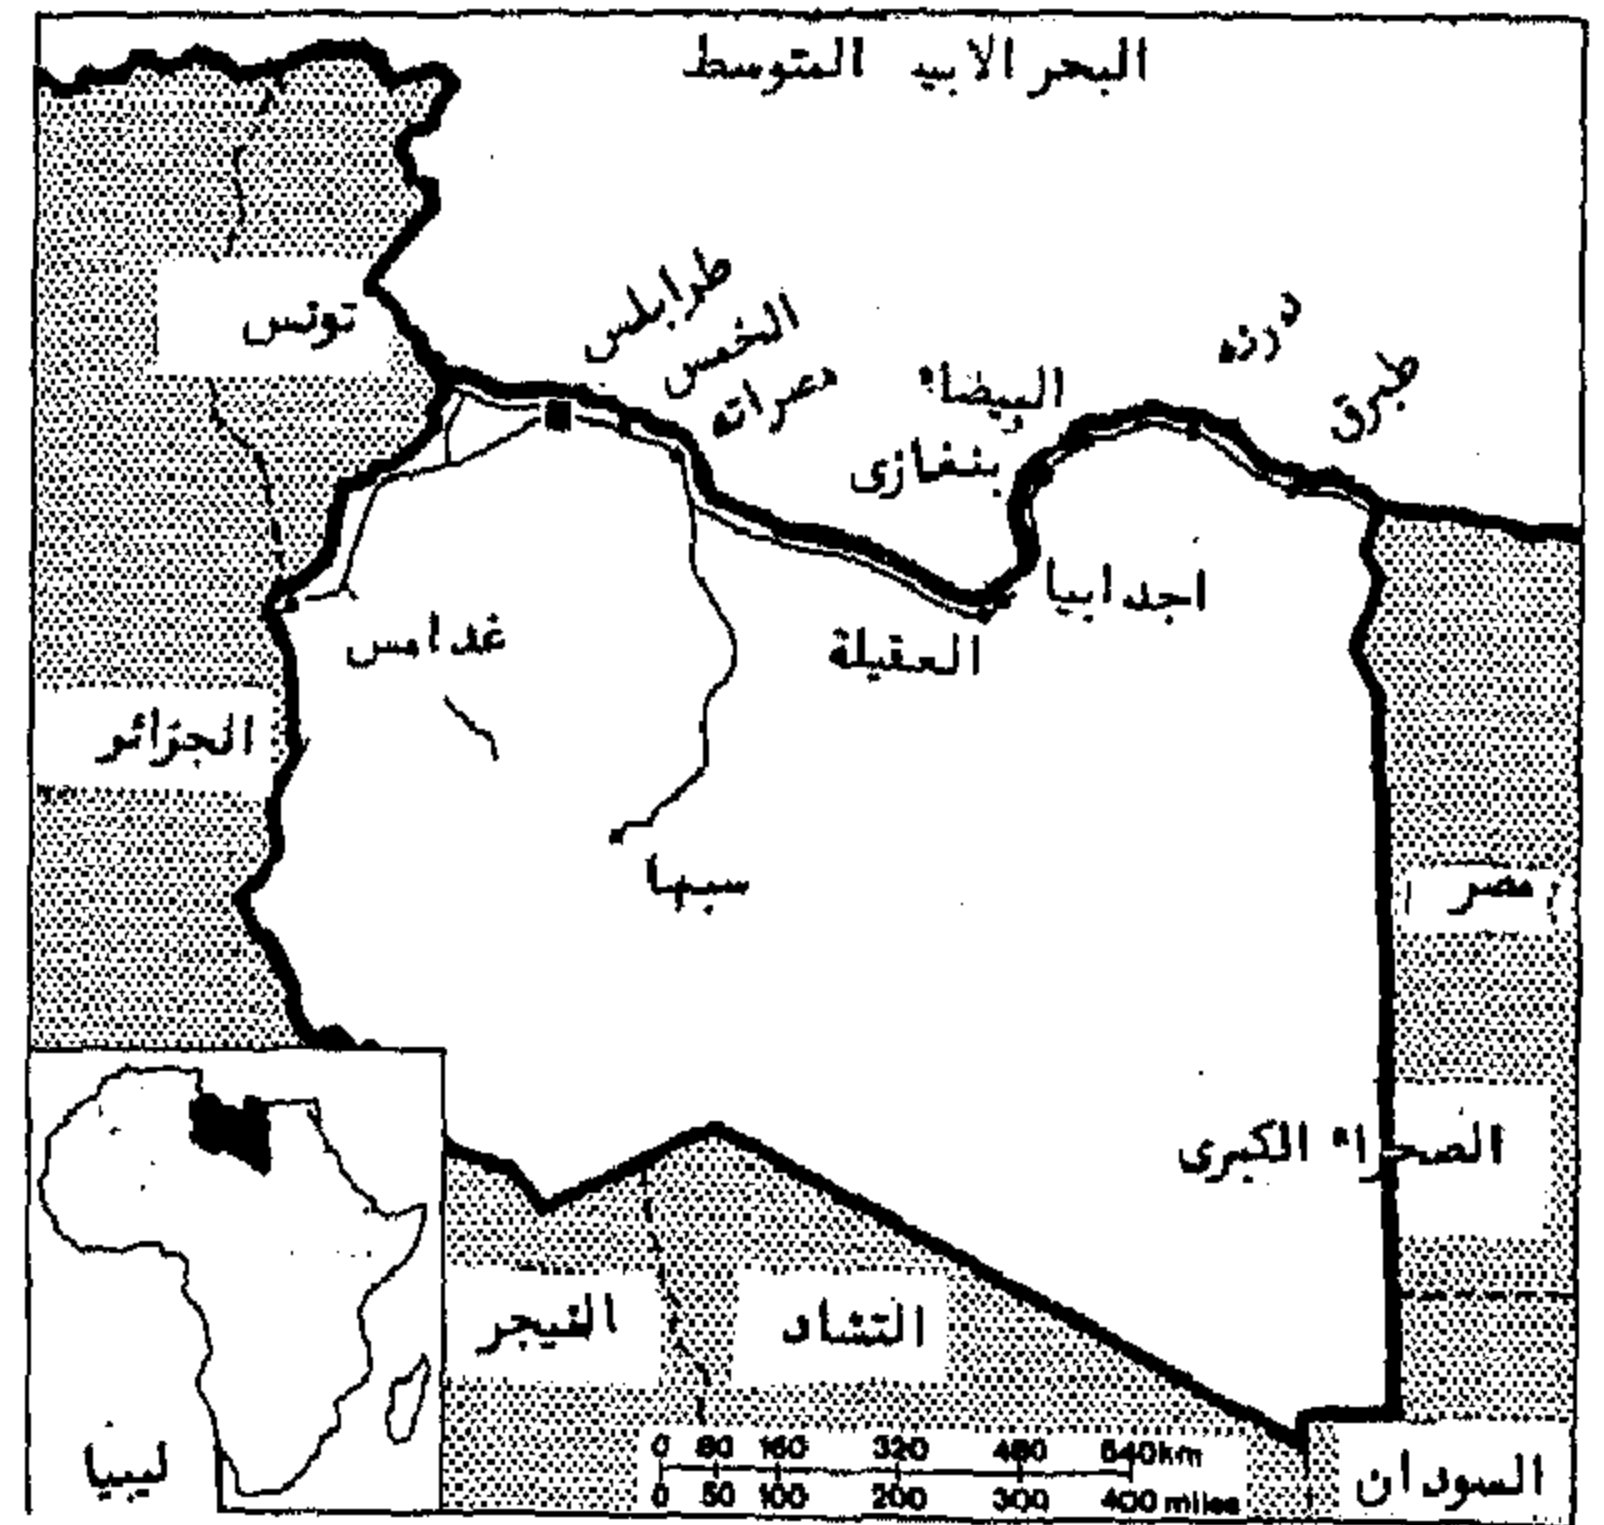 البحر الابيد المتوسط
طرابلس
الخمس
مصراته
البيضاء
بنغازى
درنه
طبرق
تونس
اجدابيا
العقيلة
غدامس
الجزائر
سبها
مصر
الصحراء الكبرى
النيجر
التشاد
السودان
ليبيا
0 80 160 320 480 640km
0 50 100 200 300 400 miles